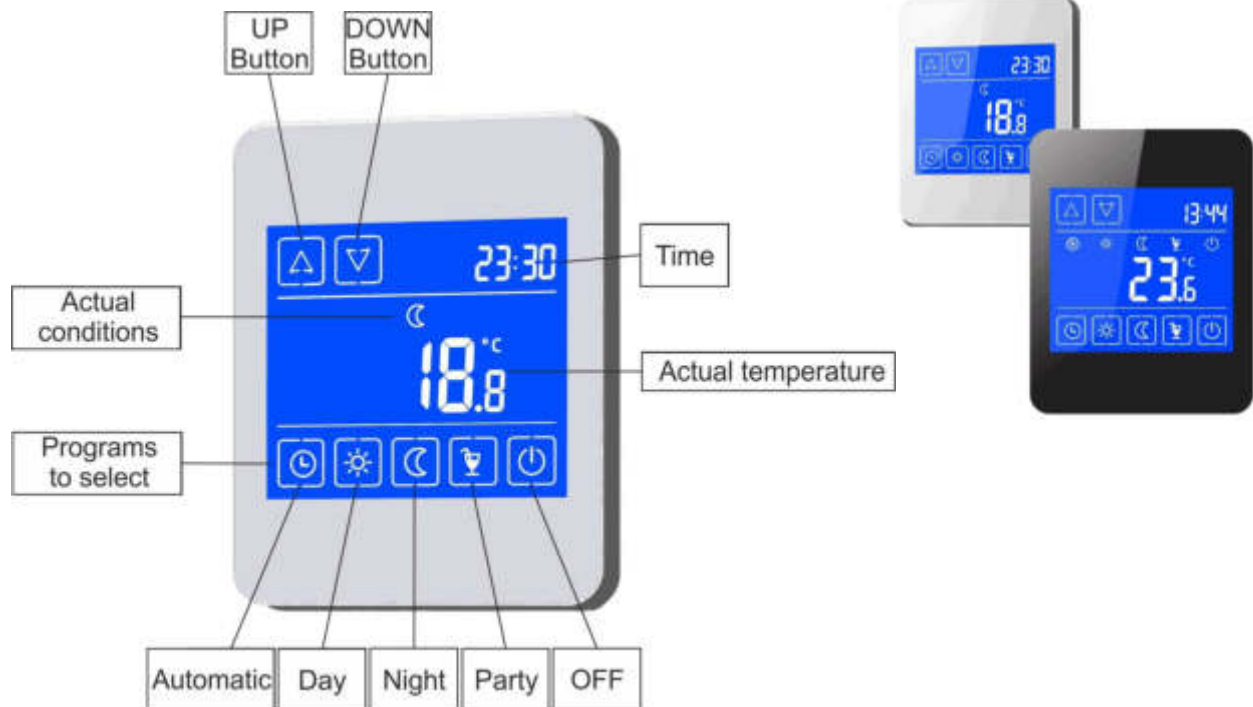 UP
Button
DOWN
Button
23:30
Time
Actual
conditions
18.8 °C
Actual temperature
Programs
to select
Automatic
Day
Night
Party
OFF
23:30
18.8 °C
13:44
23.6 °C